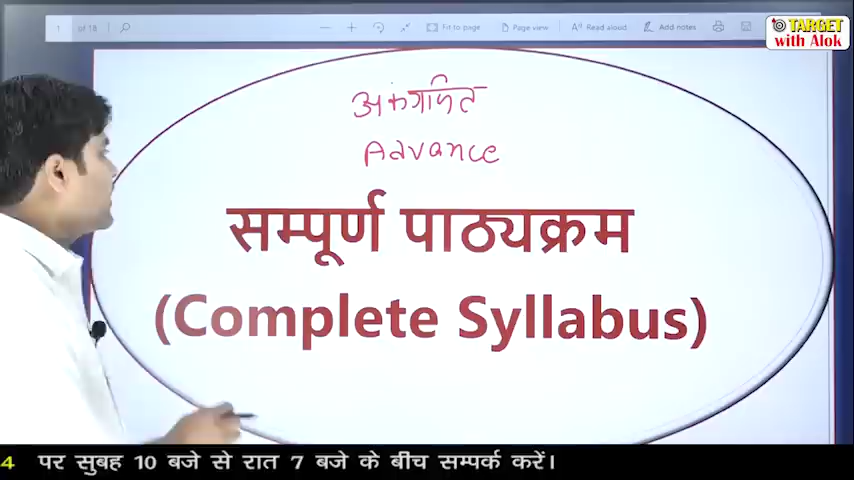 1 of 18 Fit to page Page view Read aloud Add notes
TARGET
with Alok
अंकगणित
Advance
सम्पूर्ण पाठ्यक्रम
(Complete Syllabus)
4 पर सुबह 10 बजे से रात 7 बजे के बीच सम्पर्क करें।